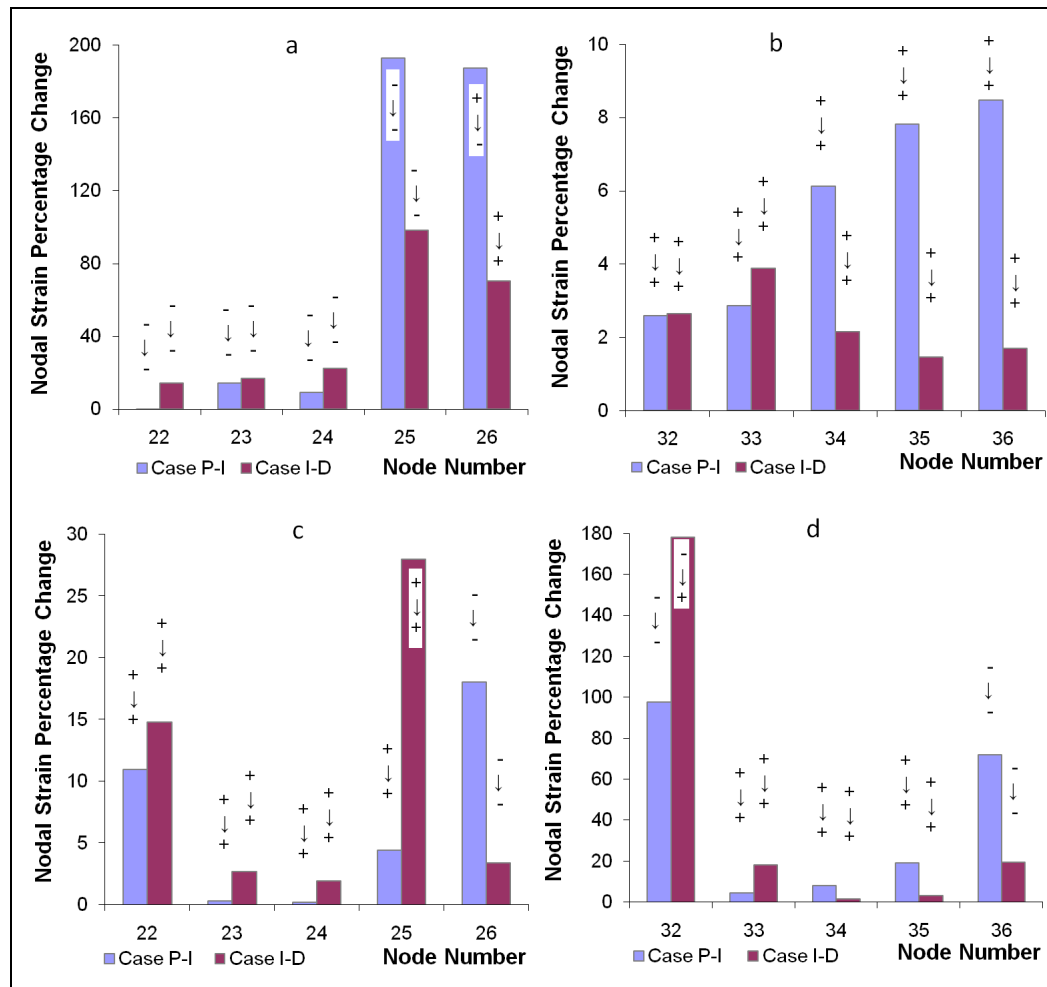 a
Nodal Strain Percentage Change
200
160
120
80
40
0
- ↓ -
- ↓ -
- ↓ -
- ↓ -
- ↓ -
- ↓ -
- ↓ -
- ↓ -
+ ↓ -
+ ↓ +
22 23 24 25 26
Case P-I Case I-D Node Number
b
Nodal Strain Percentage Change
10
8
6
4
2
0
+ ↓ +
+ ↓ +
+ ↓ +
+ ↓ +
+ ↓ +
+ ↓ +
+ ↓ +
+ ↓ +
+ ↓ +
+ ↓ +
32 33 34 35 36
Case P-I Case I-D Node Number
c
Nodal Strain Percentage Change
30
25
20
15
10
5
0
+ ↓ +
+ ↓ +
+ ↓ +
+ ↓ +
+ ↓ +
+ ↓ +
+ ↓ +
+ ↓ +
- ↓ -
- ↓ -
22 23 24 25 26
Case P-I Case I-D Node Number
d
Nodal Strain Percentage Change
180
160
140
120
100
80
60
40
20
0
- ↓ -
- ↓ +
+ ↓ +
+ ↓ +
+ ↓ +
+ ↓ +
+ ↓ +
+ ↓ +
- ↓ -
- ↓ -
32 33 34 35 36
Case P-I Case I-D Node Number